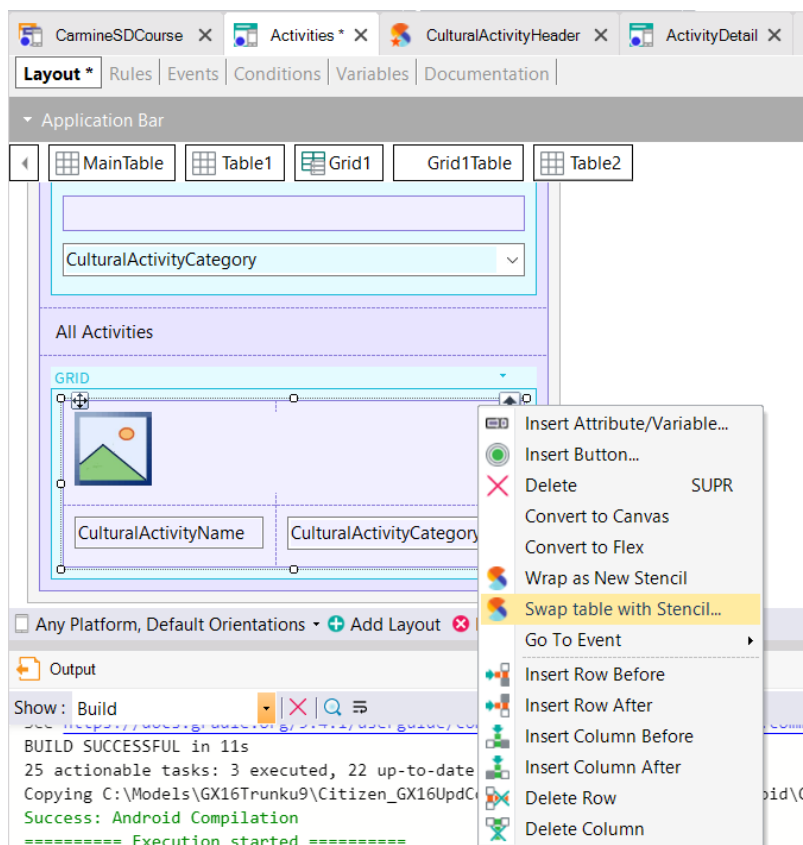 CarmineSDCourse Activities * CulturalActivityHeader ActivityDetail
Layout * Rules Events Conditions Variables Documentation
Application Bar
MainTable Table1 Grid1 Grid1Table Table2
CulturalActivityCategory
All Activities
GRID
CulturalActivityName CulturalActivityCategory
Insert Attribute/Variable...
Insert Button...
Delete SUPR
Convert to Canvas
Convert to Flex
Wrap as New Stencil
Swap table with Stencil...
Go To Event
Insert Row Before
Insert Row After
Insert Column Before
Insert Column After
Delete Row
Delete Column
Any Platform, Default Orientations Add Layout
Output
Show : Build
BUILD SUCCESSFUL in 11s
25 actionable tasks: 3 executed, 22 up-to-date
Copying C:\Models\GX16Trunku9\Citizen_GX16UpdC
Success: Android Compilation
========== Execution started ==========